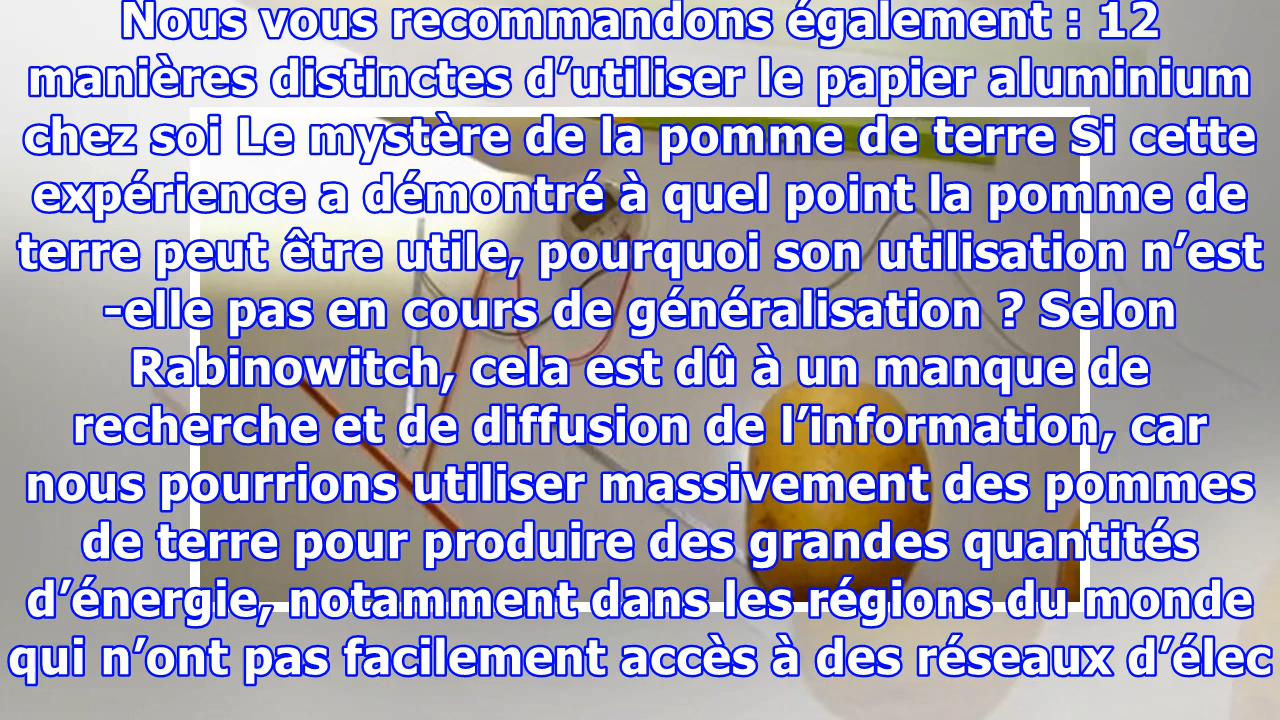 Nous vous recommandons également : 12
manières distinctes d’utiliser le papier aluminium
chez soi Le mystère de la pomme de terre Si cette
expérience a démontré à quel point la pomme de
terre peut être utile, pourquoi son utilisation n’est
-elle pas en cours de généralisation ? Selon
Rabinowitch, cela est dû à un manque de
recherche et de diffusion de l’information, car
nous pourrions utiliser massivement des pommes
de terre pour produire des grandes quantités
d’énergie, notamment dans les régions du monde
qui n’ont pas facilement accès à des réseaux d’élec